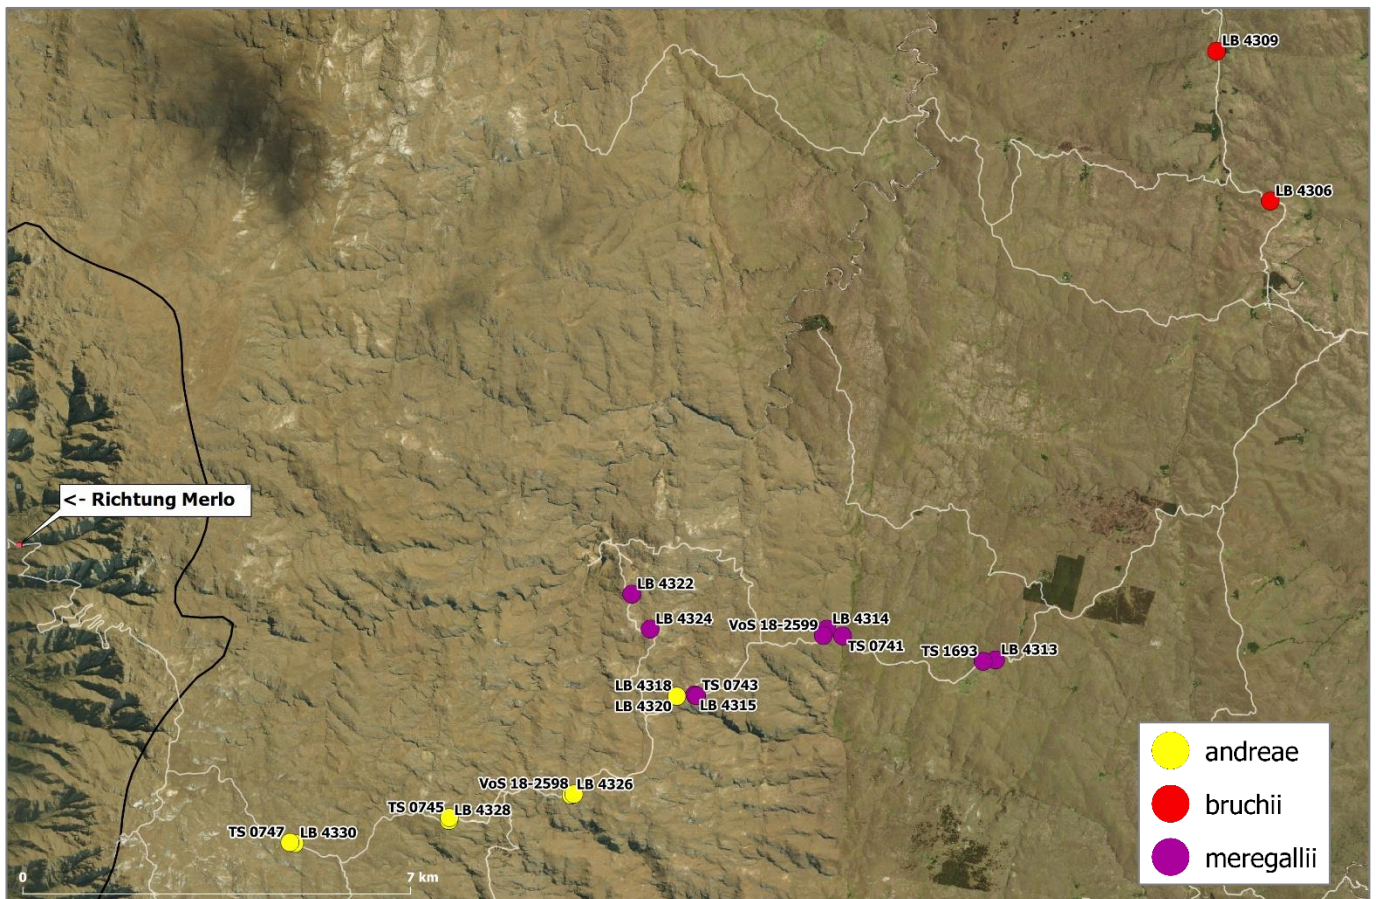 LB 4309
LB 4306
<- Richtung Merlo
LB 4322
LB 4324
VoS 18-2599
LB 4314
TS 0741
TS 1693
LB 4313
LB 4318
TS 0743
LB 4320
LB 4315
VoS 18-2598
LB 4326
TS 0745
LB 4328
TS 0747
LB 4330
andreae
bruchii
meregallii
0
7 km